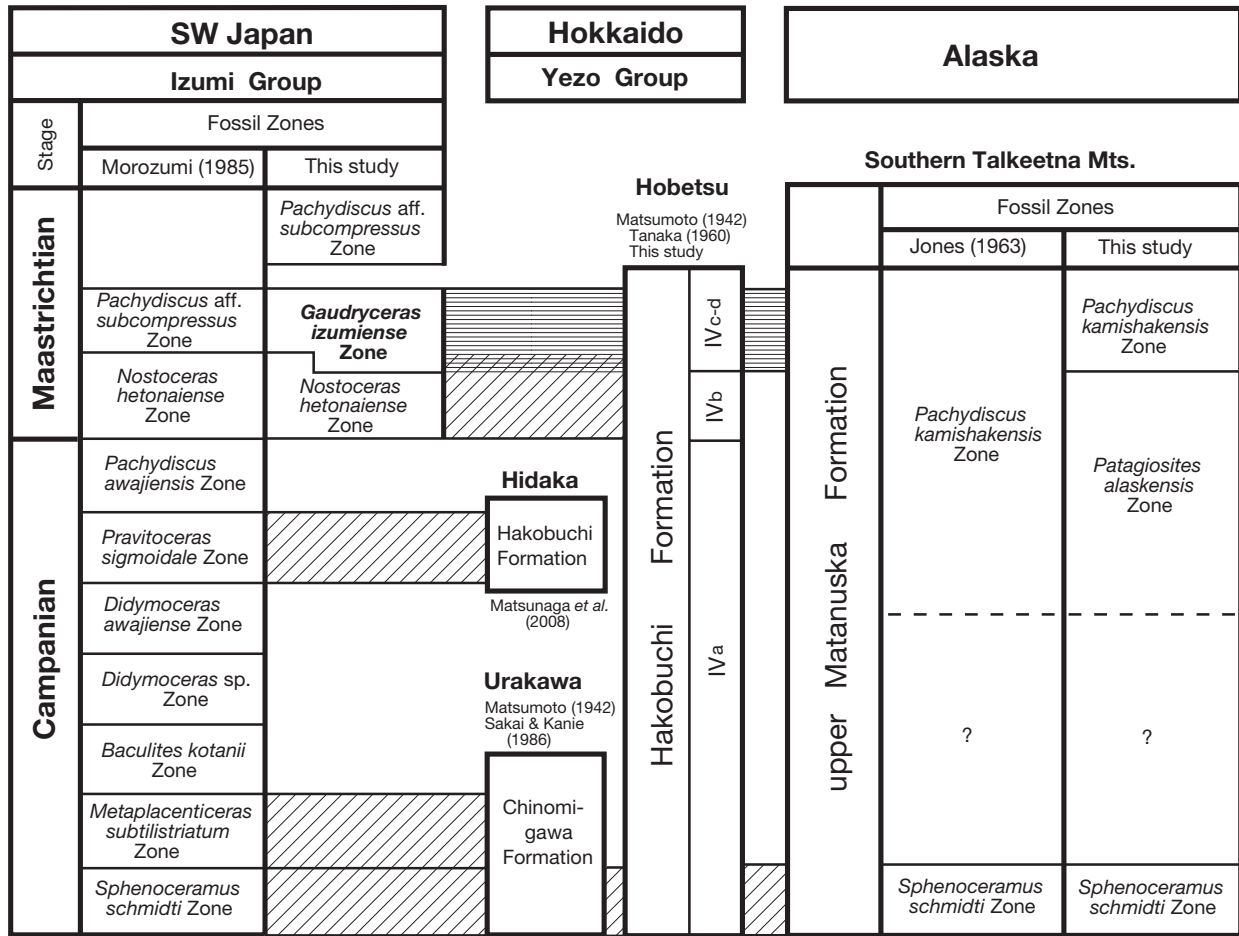 SW Japan
Izumi Group
Stage
Fossil Zones
Morozumi (1985)
This study
Maastrichtian
Pachydiscus aff.
subcompressus
Zone
Pachydiscus aff.
subcompressus
Zone
Gaudryceras
izumiense
Zone
Nostoceras
hetonaiense
Zone
Nostoceras
hetonaiense
Zone
Campanian
Pachydiscus
awajiensis Zone
Pravitoceras
sigmoidale Zone
Didymoceras
awajiense Zone
Didymoceras sp.
Zone
Baculites kotanii
Zone
Metaplacenticeras
subtilistriatum
Zone
Sphenoceramus
schmidti Zone
Hokkaido
Yezo Group
Hidaka
Hakobuchi
Formation
Matsunaga et al.
(2008)
Urakawa
Matsumoto (1942)
Sakai & Kanie
(1986)
Chinomi-
gawa
Formation
Hobetsu
Matsumoto (1942)
Tanaka (1960)
This study
Hakobuchi Formation
IVc-d
IVb
IVa
Alaska
Southern Talkeetna Mts.
upper Matanuska Formation
Fossil Zones
Jones (1963)
This study
Pachydiscus
kamishakensis
Zone
Pachydiscus
kamishakensis
Zone
Patagiosites
alaskensis
Zone
?
?
Sphenoceramus
schmidti Zone
Sphenoceramus
schmidti Zone